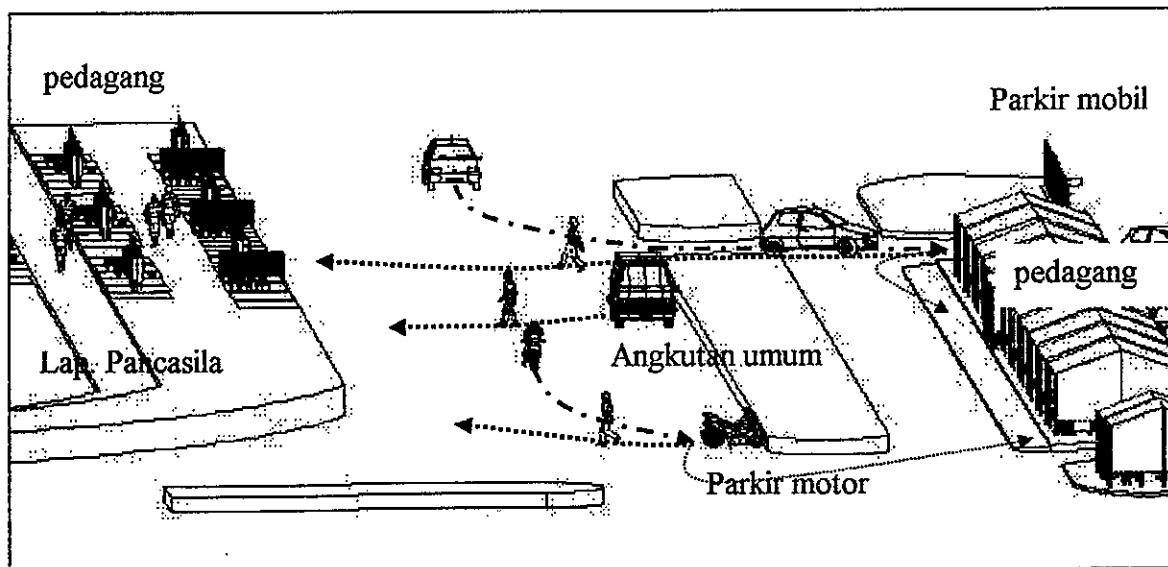 pedagang
Parkir mobil
pedagang
Lap. Pancasila
Angkutan umum
Parkir motor